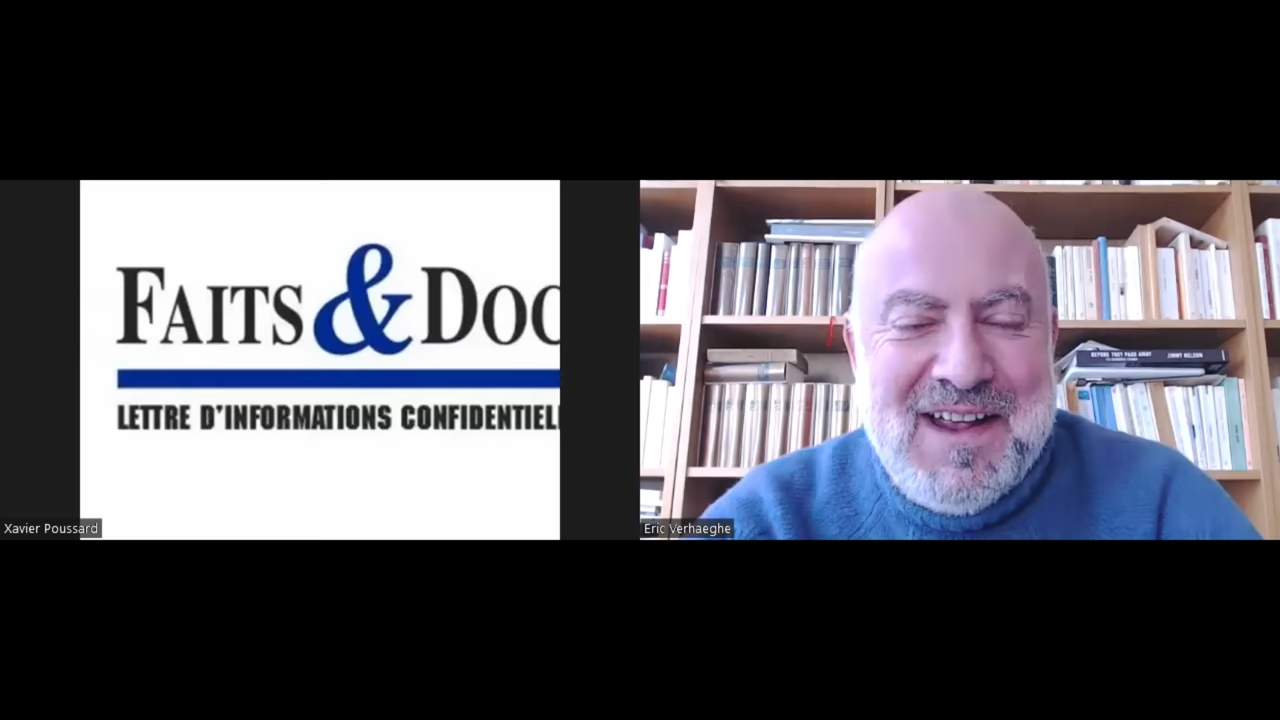 FAITS & DOC
LETTRE D'INFORMATIONS CONFIDENTIEL
BEFORE THEY PASS AWAY JIMMY NELSON
Xavier Poussard
Eric Verhaeghe